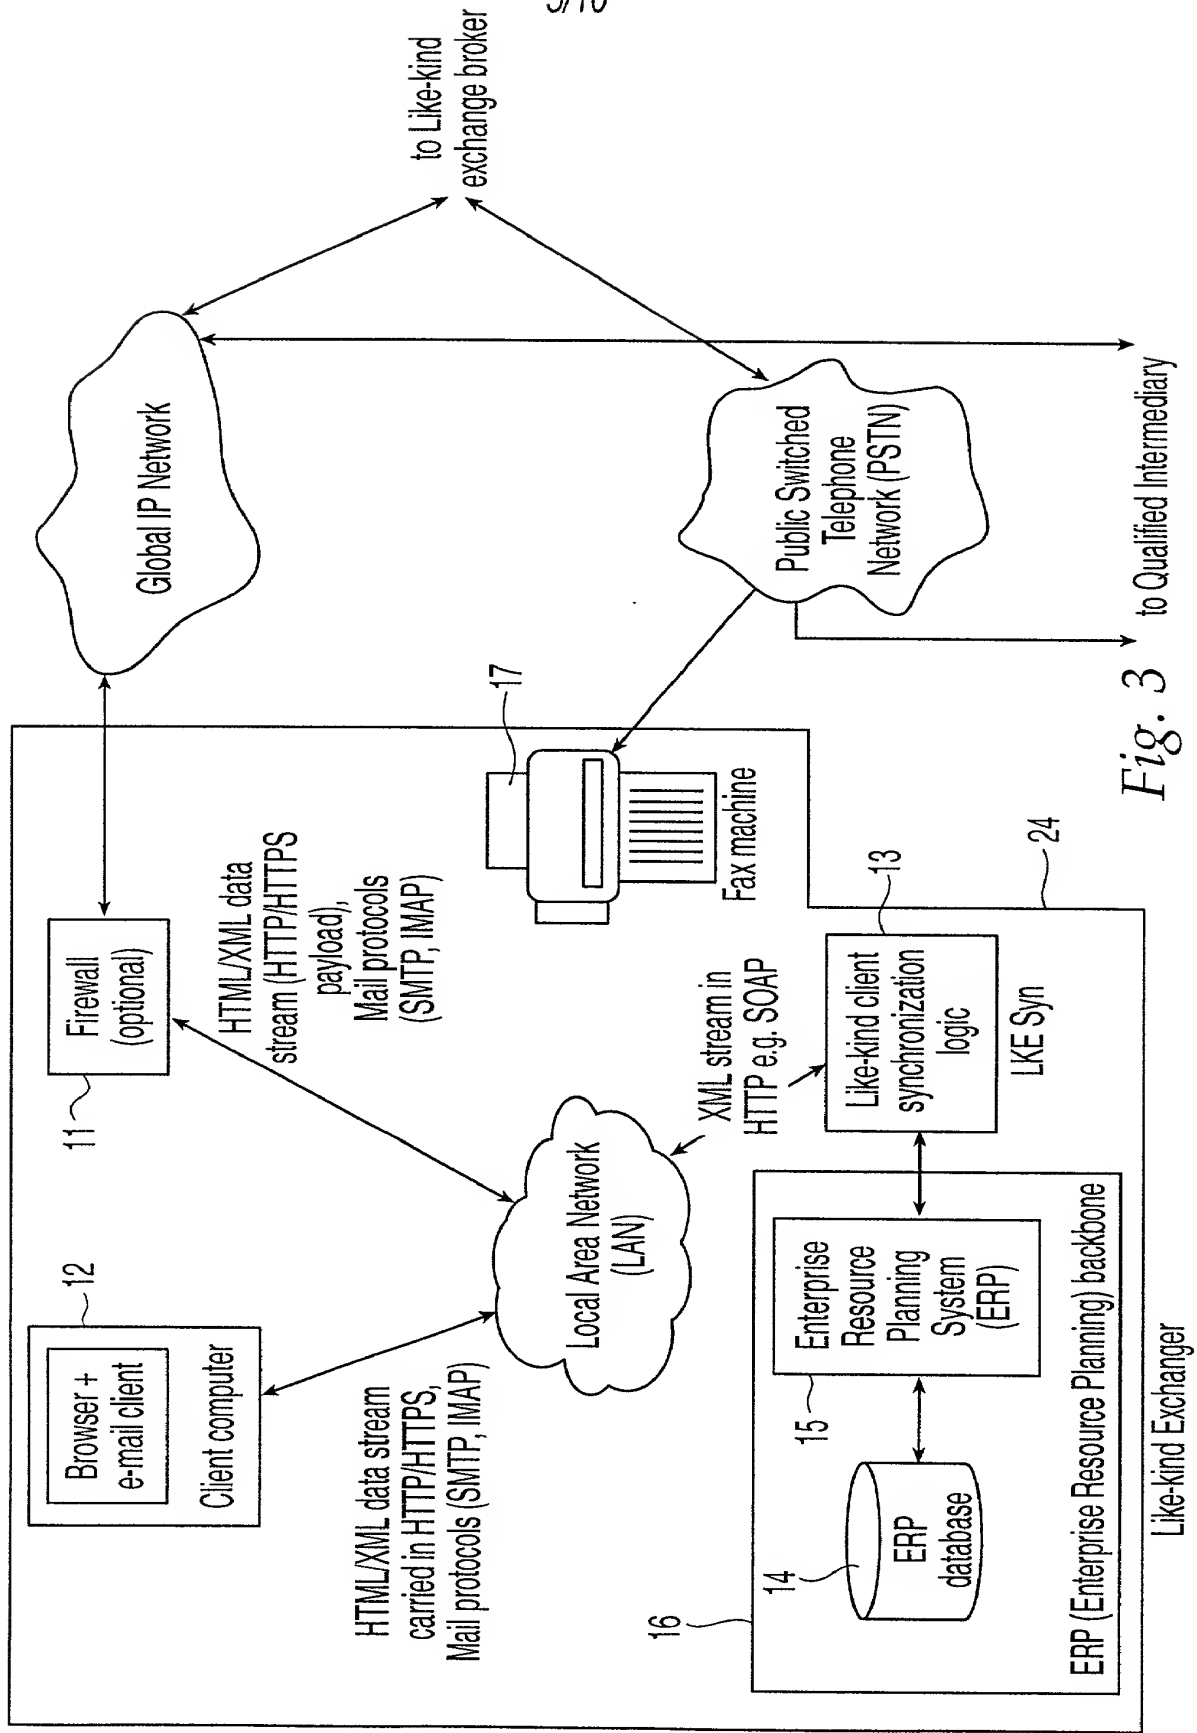 12
Browser +
e-mail client
Client computer
11
Firewall
(optional)
Global IP Network
HTML/XML data stream
carried in HTTP/HTTPS,
Mail protocols (SMTP, IMAP)
HTML/XML data
stream (HTTP/HTTPS
payload),
Mail protocols
(SMTP, IMAP)
to Like-kind
exchange broker
Local Area Network
(LAN)
17
Fax machine
Public Switched
Telephone
Network (PSTN)
XML stream in
HTTP e.g. SOAP
16
14
ERP
database
15
Enterprise
Resource
Planning
System
(ERP)
ERP (Enterprise Resource Planning) backbone
13
Like-kind client
synchronization
logic
LKE Syn
24
Like-kind Exchanger
to Qualified Intermediary
Fig. 3